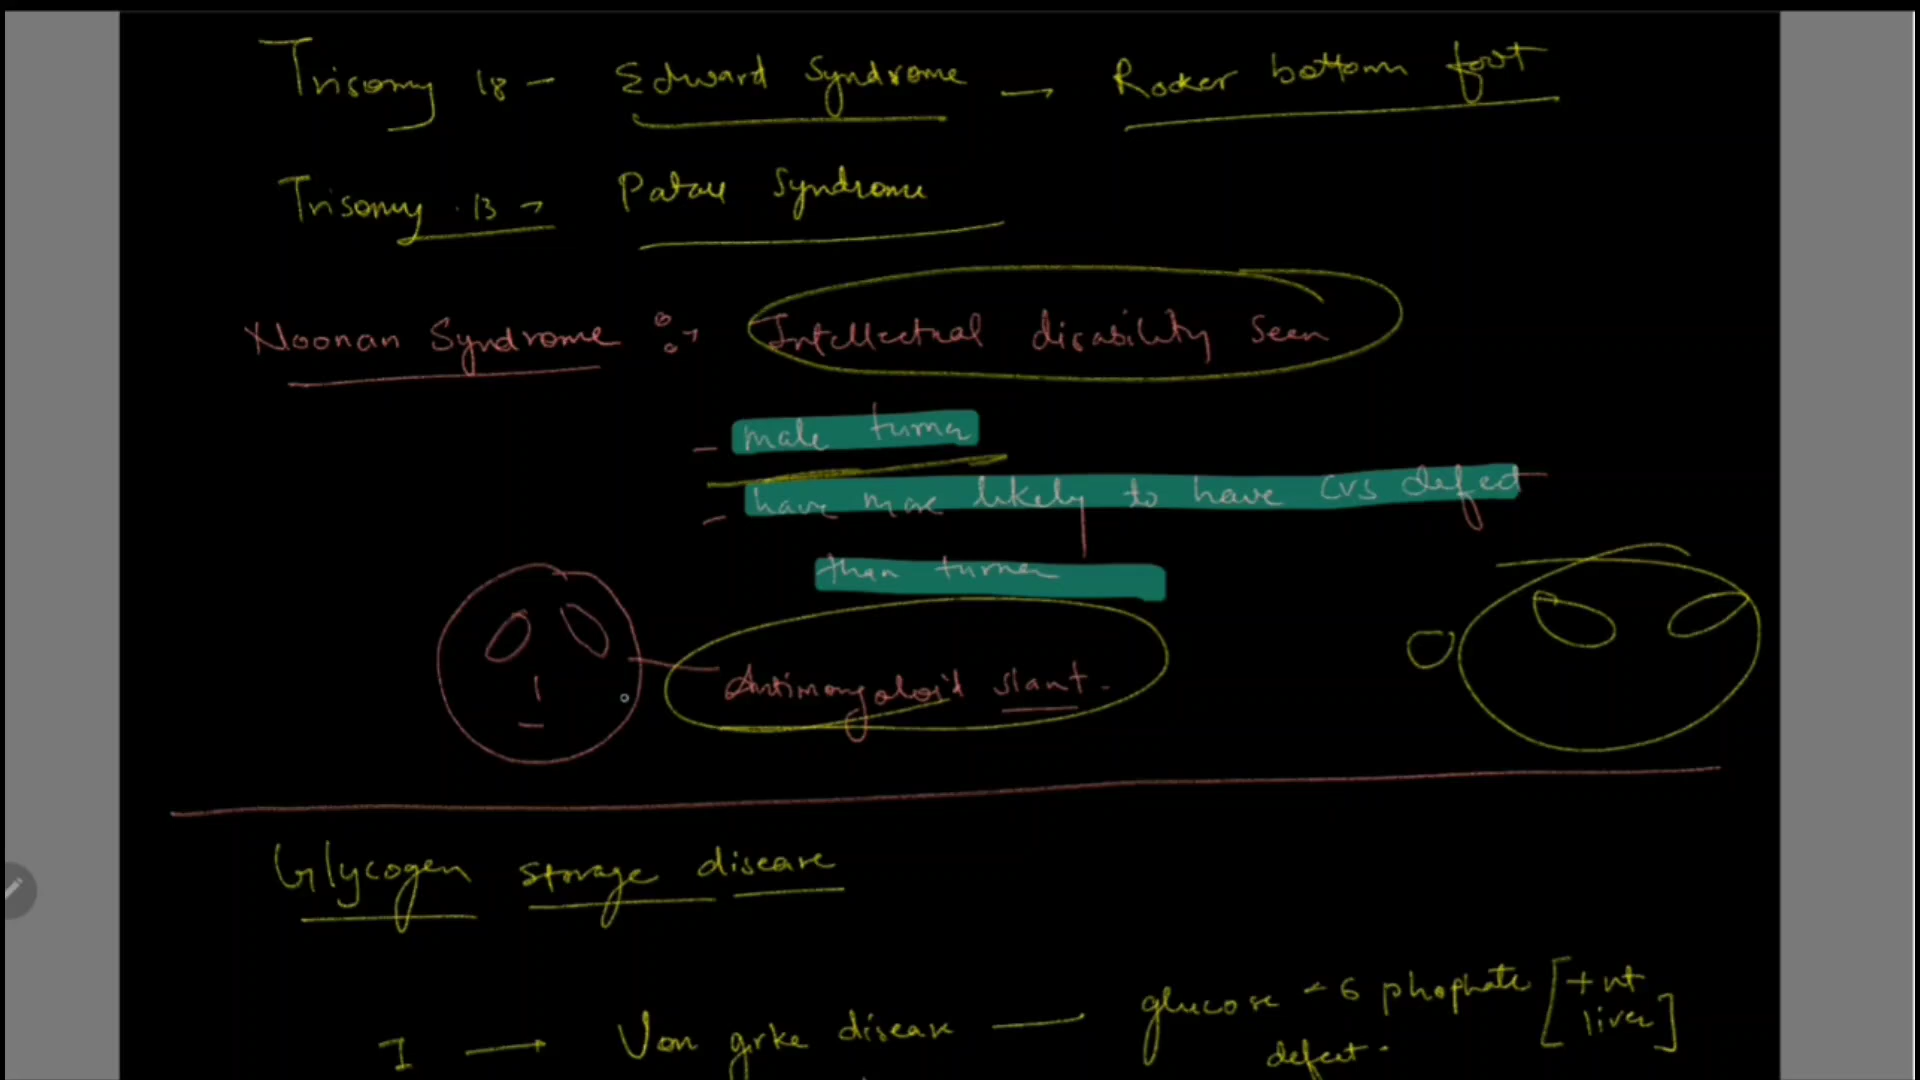 Trisomy 18 - Edward Syndrome → Rocker bottom foot
Trisomy 13 → Patau Syndrome
Noonan Syndrome :→ Intellectual disability seen
- male turner
- have more likely to have CVS defect
than turner
- Antimongoloid slant.
Glycogen storage disease
I → Von girke disease — glucose - 6 phophate [+nt
liver]
defect.